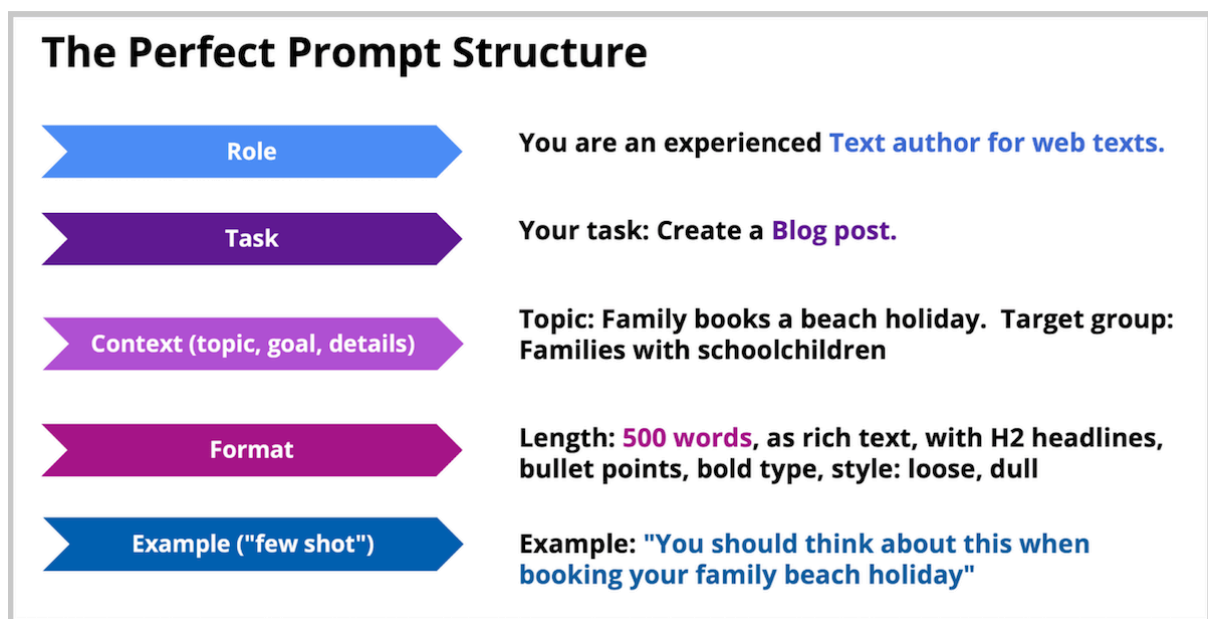 The Perfect Prompt Structure
Role
You are an experienced Text author for web texts.
Task
Your task: Create a Blog post.
Context (topic, goal, details)
Topic: Family books a beach holiday.  Target group:
Families with schoolchildren
Format
Length: 500 words, as rich text, with H2 headlines,
bullet points, bold type, style: loose, dull
Example ("few shot")
Example: "You should think about this when
booking your family beach holiday"